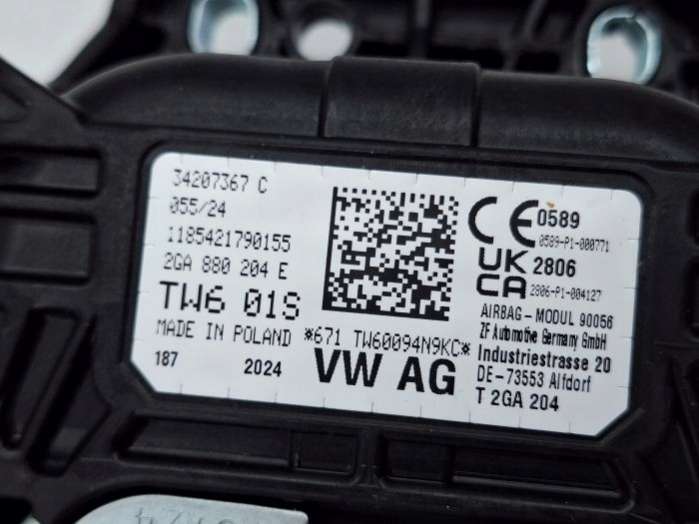 34207367 C
055/24
1185421790155
2GA 880 204 E
TW6 01S
MADE IN POLAND
*671 TW60094N9KC*
187 2024
VW AG
CE 0589
0589-P1-000771
UK CA 2806
2806-P1-004127
AIRBAG - MODUL 90056
ZF Automotive Germany GmbH
Industriestrasse 20
DE - 73553 Alfdorf
T 2GA 204